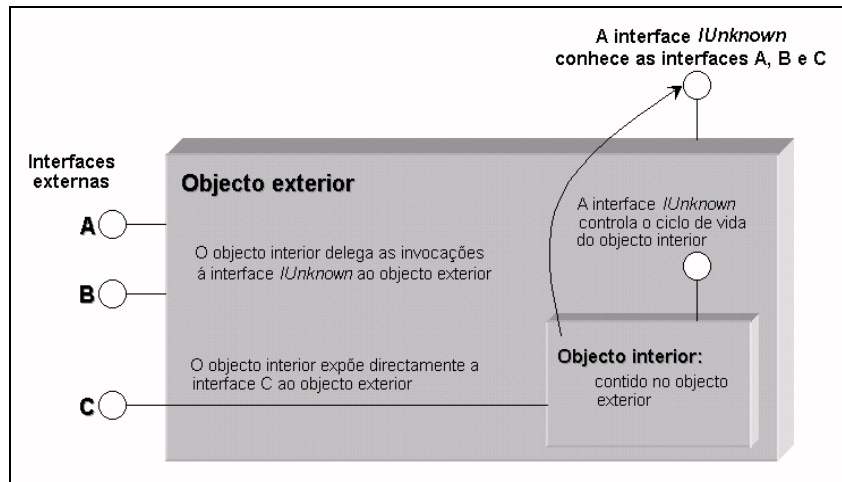 A interface IUnknown
conhece as interfaces A, B e C
Interfaces
externas
Objecto exterior
A interface IUnknown
controla o ciclo de vida
do objecto interior
A
O objecto interior delega as invocações
á interface IUnknown ao objecto exterior
B
Objecto interior:
contido no objecto
exterior
O objecto interior expõe directamente a
interface C ao objecto exterior
C